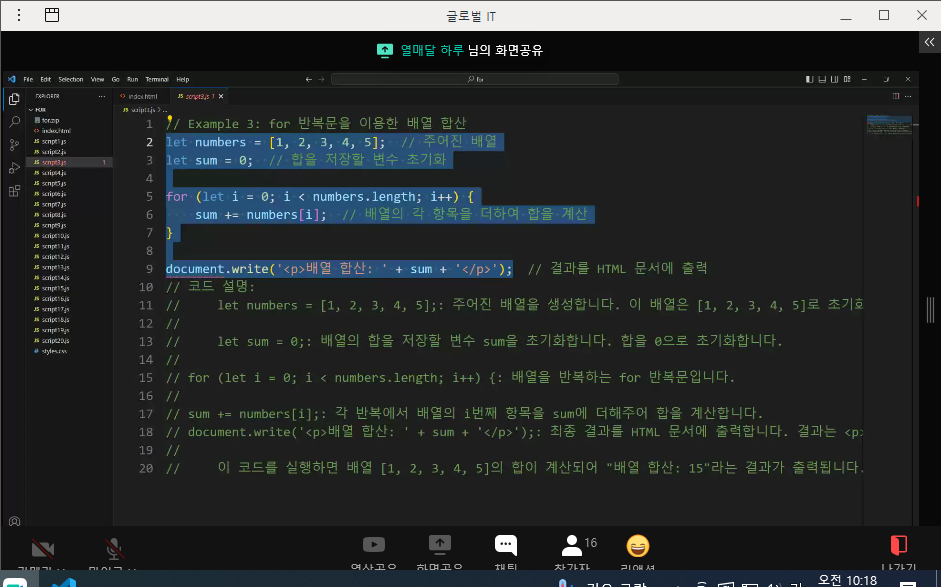 글로벌 IT
열매달 하루 님의 화면공유
File Edit Selection View Go Run Terminal Help
for
EXPLORER
index.html
script3.js 1
FOR
script3.js > ...
for.zip
index.html
script1.js
script2.js
script3.js 1
script4.js
script5.js
script6.js
script7.js
script8.js
script9.js
script10.js
script11.js
script12.js
script13.js
script14.js
script15.js
script16.js
script17.js
script18.js
script19.js
script20.js
styles.css
1 // Example 3: for 반복문을 이용한 배열 합산
2 let numbers = [1, 2, 3, 4, 5]; // 주어진 배열
3 let sum = 0; // 합을 저장할 변수 초기화
4
5 for (let i = 0; i < numbers.length; i++) {
6 sum += numbers[i]; // 배열의 각 항목을 더하여 합을 계산
7 }
8
9 document.write('<p>배열 합산: ' + sum + '</p>'); // 결과를 HTML 문서에 출력
10 // 코드 설명:
11 // let numbers = [1, 2, 3, 4, 5];: 주어진 배열을 생성합니다. 이 배열은 [1, 2, 3, 4, 5]로 초기화
12 //
13 // let sum = 0;: 배열의 합을 저장할 변수 sum을 초기화합니다. 합을 0으로 초기화합니다.
14 //
15 // for (let i = 0; i < numbers.length; i++) {: 배열을 반복하는 for 반복문입니다.
16 //
17 // sum += numbers[i];: 각 반복에서 배열의 i번째 항목을 sum에 더해주어 합을 계산합니다.
18 // document.write('<p>배열 합산: ' + sum + '</p>');: 최종 결과를 HTML 문서에 출력합니다. 결과는 <p>
19 //
20 // 이 코드를 실행하면 배열 [1, 2, 3, 4, 5]의 합이 계산되어 "배열 합산: 15"라는 결과가 출력됩니다.
16
영상공유
화면공유
채팅
참가자
리액션
나가기
오전 10:18